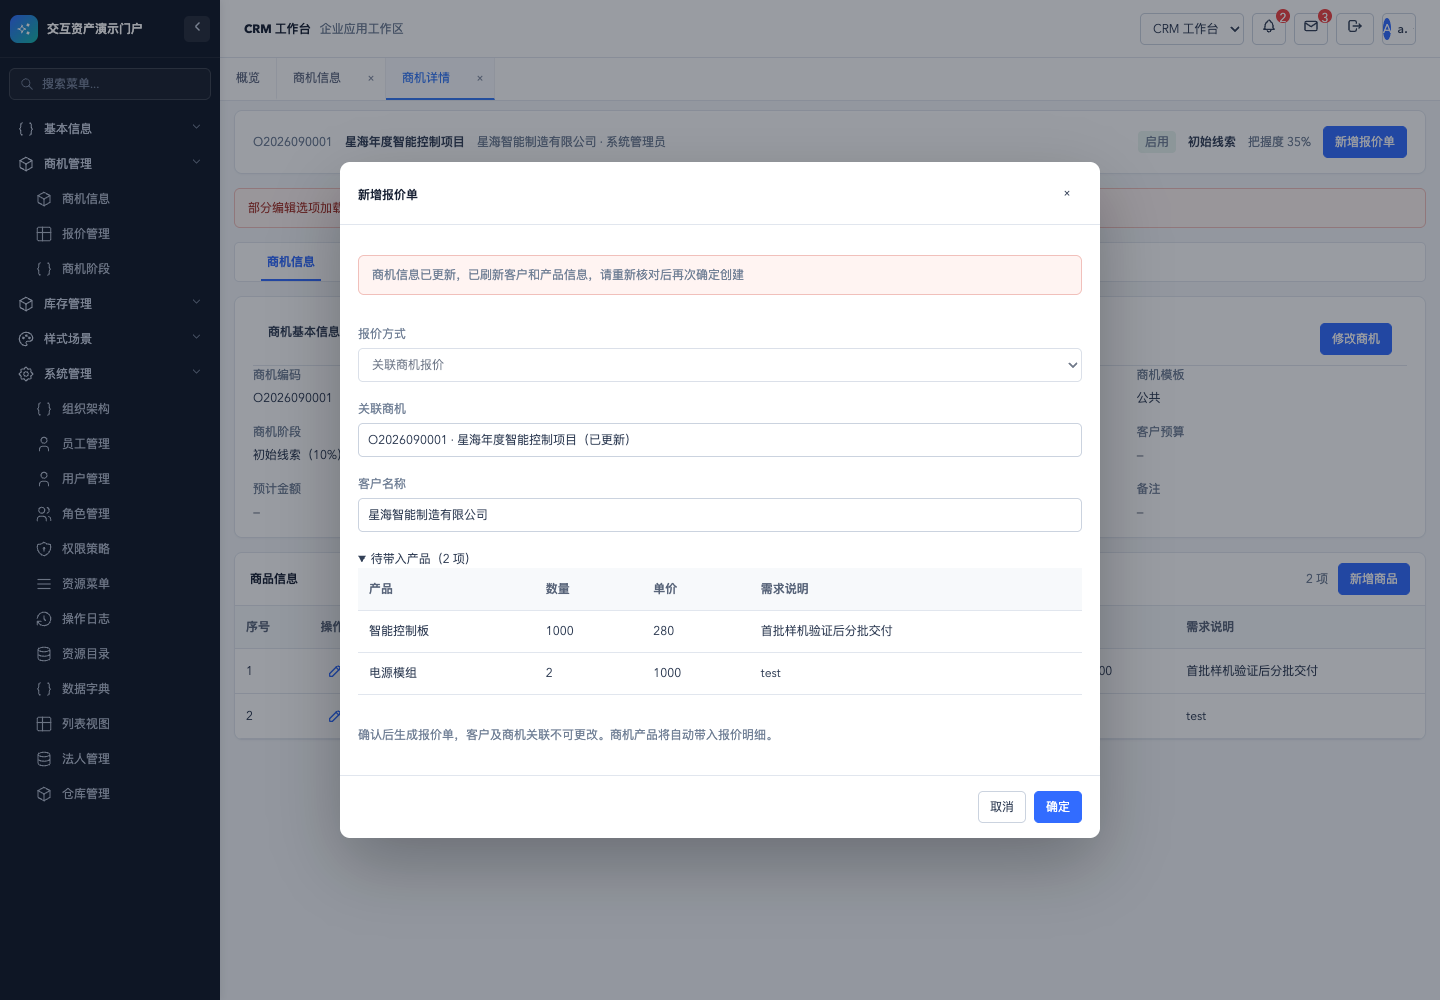 交互资产演示门户
搜索菜单...
基本信息
商机管理
商机信息
报价管理
商机阶段
库存管理
样式场景
系统管理
组织架构
员工管理
用户管理
角色管理
权限策略
资源菜单
操作日志
资源目录
数据字典
列表视图
法人管理
仓库管理
CRM 工作台 企业应用工作区
CRM 工作台
2
3
A a.
概览
商机信息 ×
商机详情 ×
O2026090001 星海年度智能控制项目 星海智能制造有限公司 · 系统管理员
启用 初始线索 把握度 35% 新增报价单
部分编辑选项加载
商机信息
商机基本信息
修改商机
商机编码
O2026090001
商机模板
公共
商机阶段
初始线索（10%）
客户预算
–
预计金额
–
备注
–
商品信息
2 项 新增商品
序号 操作 需求说明
1 00 首批样机验证后分批交付
2 test
新增报价单 ×
商机信息已更新，已刷新客户和产品信息，请重新核对后再次确定创建
报价方式
关联商机报价
关联商机
O2026090001 · 星海年度智能控制项目（已更新）
客户名称
星海智能制造有限公司
▼ 待带入产品（2 项）
产品 数量 单价 需求说明
智能控制板 1000 280 首批样机验证后分批交付
电源模组 2 1000 test
确认后生成报价单，客户及商机关联不可更改。商机产品将自动带入报价明细。
取消 确定